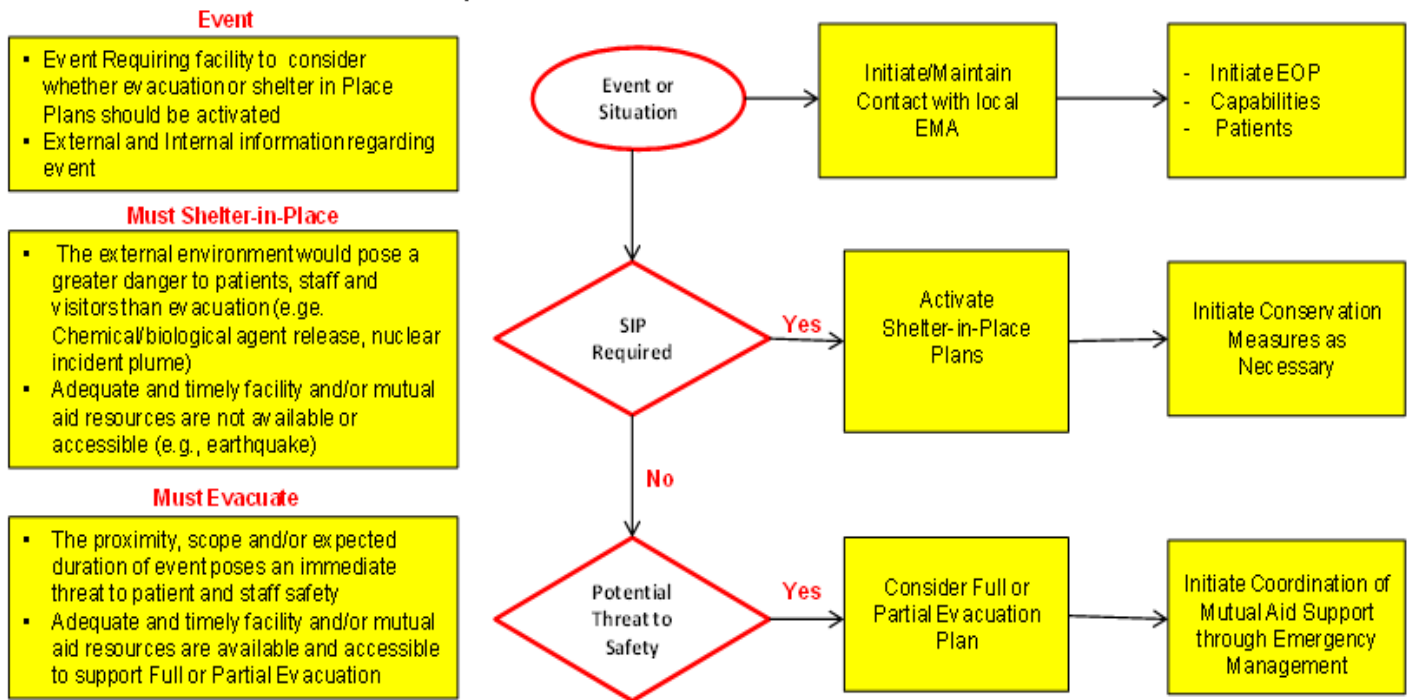 Event
▪ Event Requiring facility to consider
whether evacuation or shelter in Place
Plans should be activated
▪ External and Internal information regarding
event
Must Shelter-in-Place
▪ The external environment would pose a
greater danger to patients, staff and
visitors than evacuation (e.ge.
Chemical/biological agent release, nuclear
incident plume)
▪ Adequate and timely facility and/or mutual
aid resources are not available or
accessible (e.g., earthquake)
Must Evacuate
▪ The proximity, scope and/or expected
duration of event poses an immediate
threat to patient and staff safety
▪ Adequate and timely facility and/or mutual
aid resources are available and accessible
to support Full or Partial Evacuation
Event or
Situation
Initiate/Maintain
Contact with local
EMA
- Initiate EOP
- Capabilities
- Patients
SIP
Required
Yes
Activate
Shelter-in-Place
Plans
Initiate Conservation
Measures as
Necessary
No
Potential
Threat to
Safety
Yes
Consider Full or
Partial Evacuation
Plan
Initiate Coordination of
Mutual Aid Support
through Emergency
Management